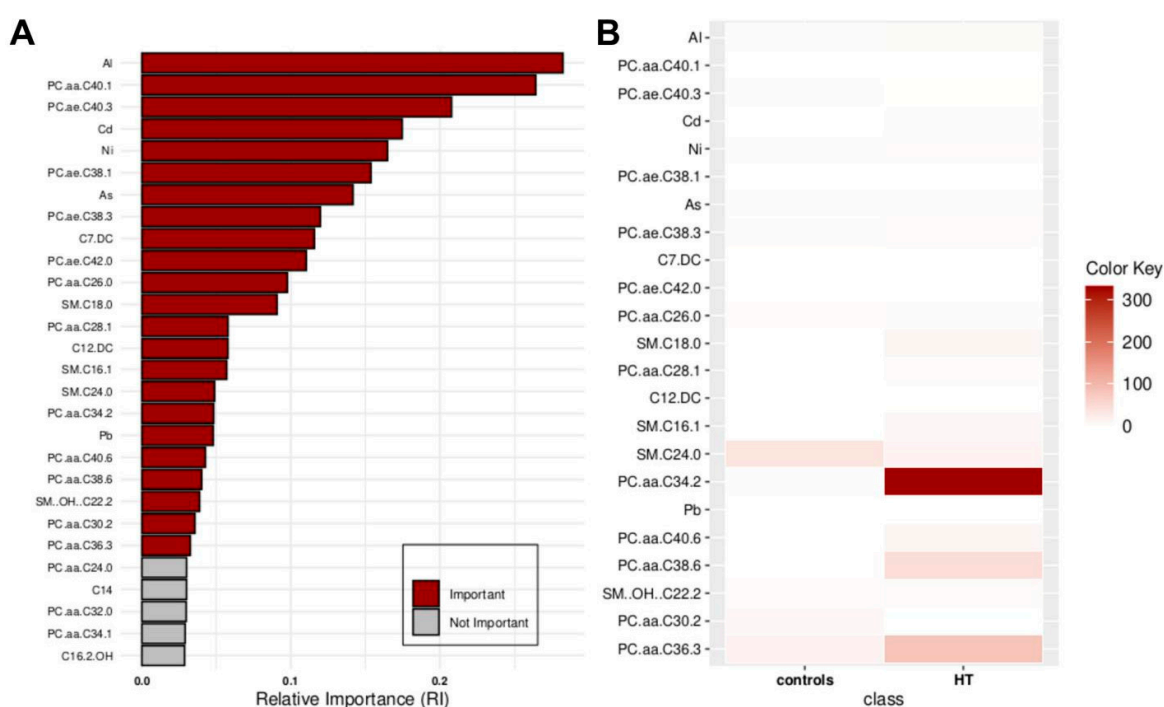 A
Al
PC.aa.C40.1
PC.ae.C40.3
Cd
Ni
PC.ae.C38.1
As
PC.ae.C38.3
C7.DC
PC.ae.C42.0
PC.aa.C26.0
SM.C18.0
PC.aa.C28.1
C12.DC
SM.C16.1
SM.C24.0
PC.aa.C34.2
Pb
PC.aa.C40.6
PC.aa.C38.6
SM..OH..C22.2
PC.aa.C30.2
PC.aa.C36.3
PC.aa.C24.0
C14
PC.aa.C32.0
PC.aa.C34.1
C16.2.OH
Important
Not Important
0.0 0.1 0.2
Relative Importance (RI)
B
Al
PC.aa.C40.1
PC.ae.C40.3
Cd
Ni
PC.ae.C38.1
As
PC.ae.C38.3
C7.DC
PC.ae.C42.0
PC.aa.C26.0
SM.C18.0
PC.aa.C28.1
C12.DC
SM.C16.1
SM.C24.0
PC.aa.C34.2
Pb
PC.aa.C40.6
PC.aa.C38.6
SM..OH..C22.2
PC.aa.C30.2
PC.aa.C36.3
controls HT
class
Color Key
300
200
100
0